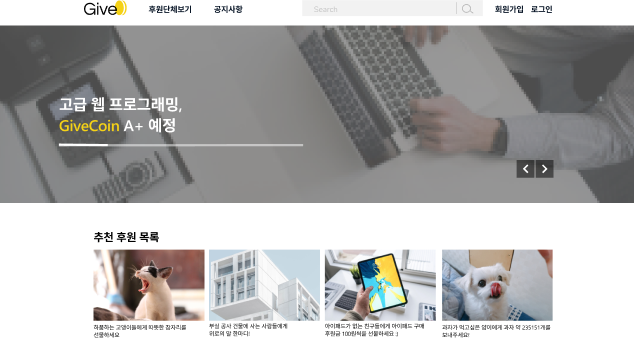 Give
후원단체보기
공지사항
Search
회원가입
로그인
고급 웹 프로그래밍,
GiveCoin A+ 예정
추천 후원 목록
하품하는 고양이들에게 따뜻한 잠자리를
선물하세요
부실 공사 건물에 사는 사람들에게
위로의 말 한마디!
아이패드가 없는 친구들에게 아이패드 구매
후원금 100원씩을 선물하세요 :)
과자가 먹고싶은 멍이에게 과자 약 235151개를
보내주세요!